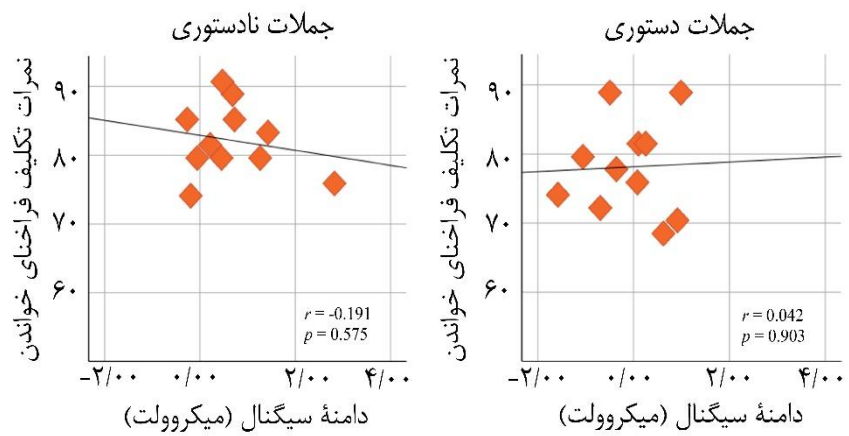 جملات نادستوری
نمرات تکلیف فراخنای خواندن
۹۰
۸۰
۷۰
۶۰
r = -0.191
p = 0.575
-۲/۰۰ ۰/۰۰ ۲/۰۰ ۴/۰۰
دامنهٔ سیگنال (میکروولت)
جملات دستوری
نمرات تکلیف فراخنای خواندن
۹۰
۸۰
۷۰
۶۰
r = 0.042
p = 0.903
-۲/۰۰ ۰/۰۰ ۲/۰۰ ۴/۰۰
دامنهٔ سیگنال (میکروولت)